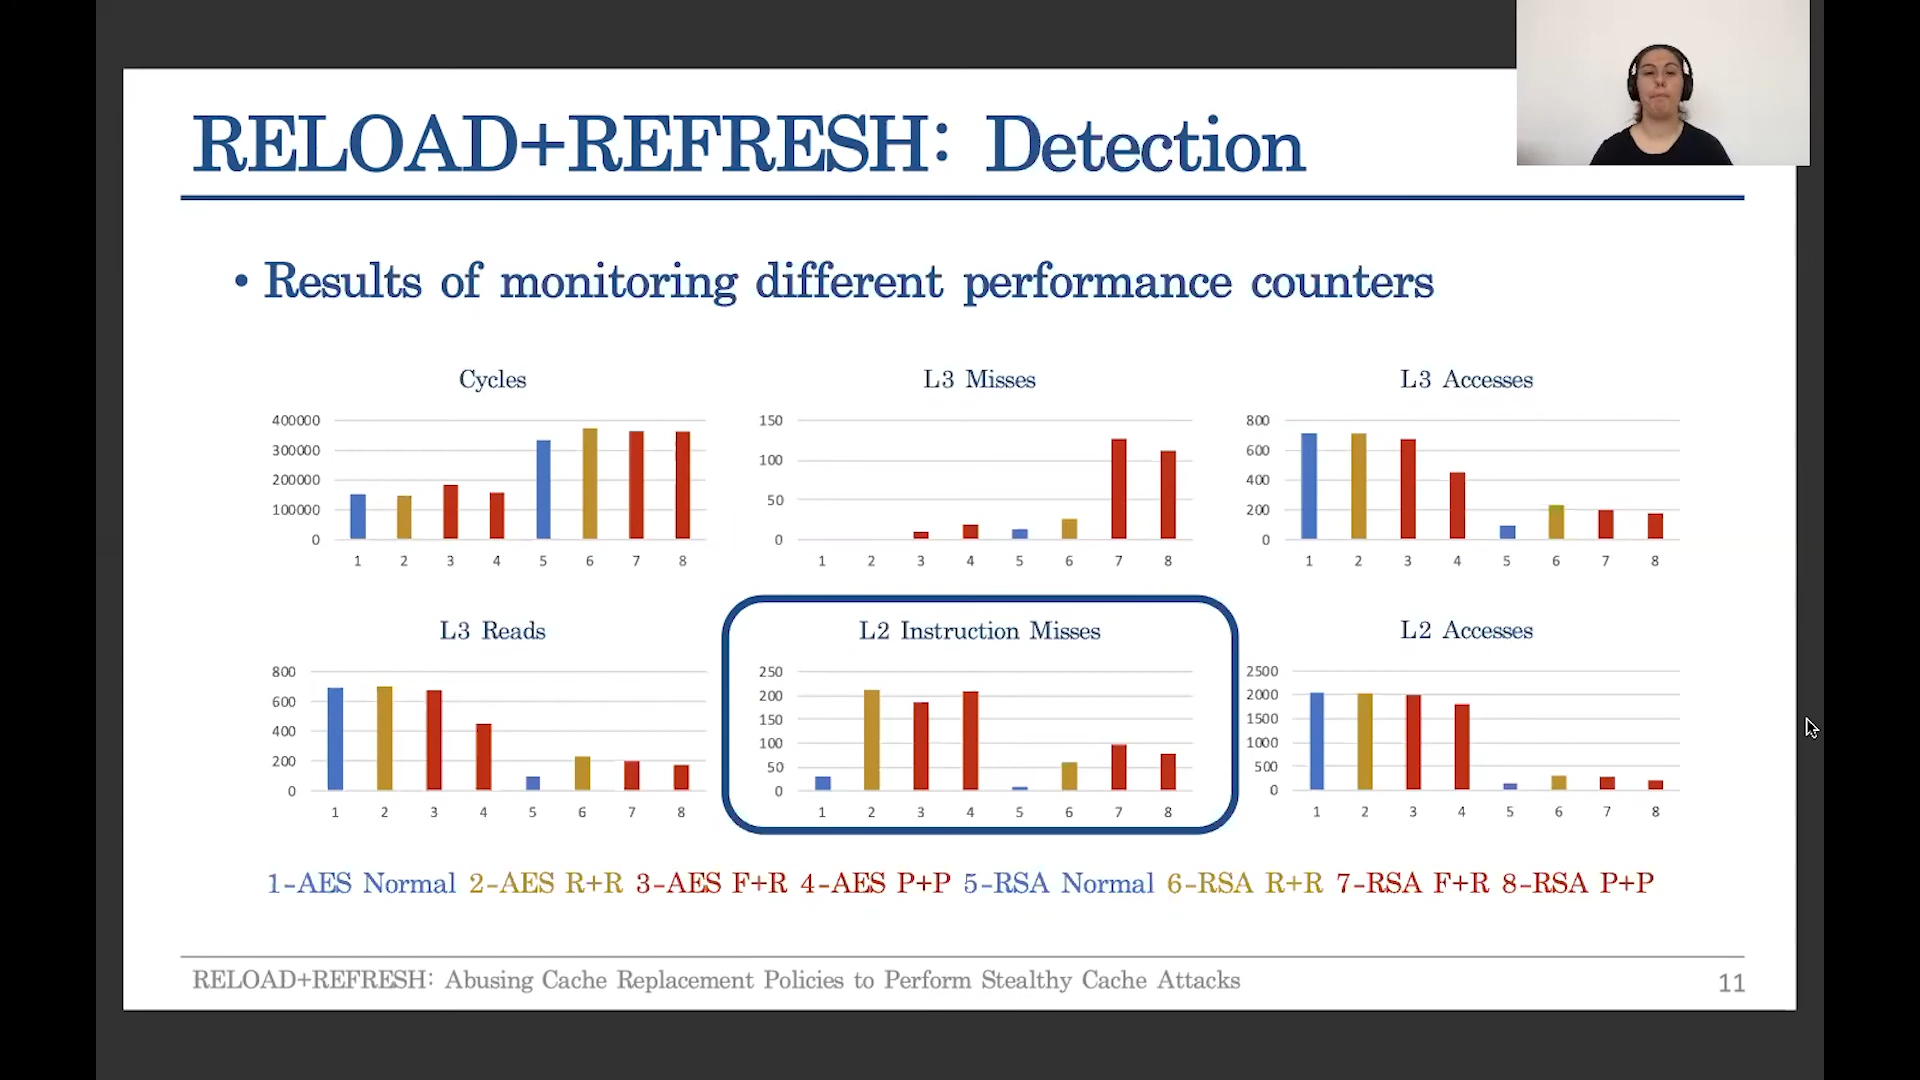 RELOAD+REFRESH: Detection
• Results of monitoring different performance counters
Cycles
400000
300000
200000
100000
0
1 2 3 4 5 6 7 8
L3 Misses
150
100
50
0
1 2 3 4 5 6 7 8
L3 Accesses
800
600
400
200
0
1 2 3 4 5 6 7 8
L3 Reads
800
600
400
200
0
1 2 3 4 5 6 7 8
L2 Instruction Misses
250
200
150
100
50
0
1 2 3 4 5 6 7 8
L2 Accesses
2500
2000
1500
1000
500
0
1 2 3 4 5 6 7 8
1-AES Normal 2-AES R+R 3-AES F+R 4-AES P+P 5-RSA Normal 6-RSA R+R 7-RSA F+R 8-RSA P+P
RELOAD+REFRESH: Abusing Cache Replacement Policies to Perform Stealthy Cache Attacks
11